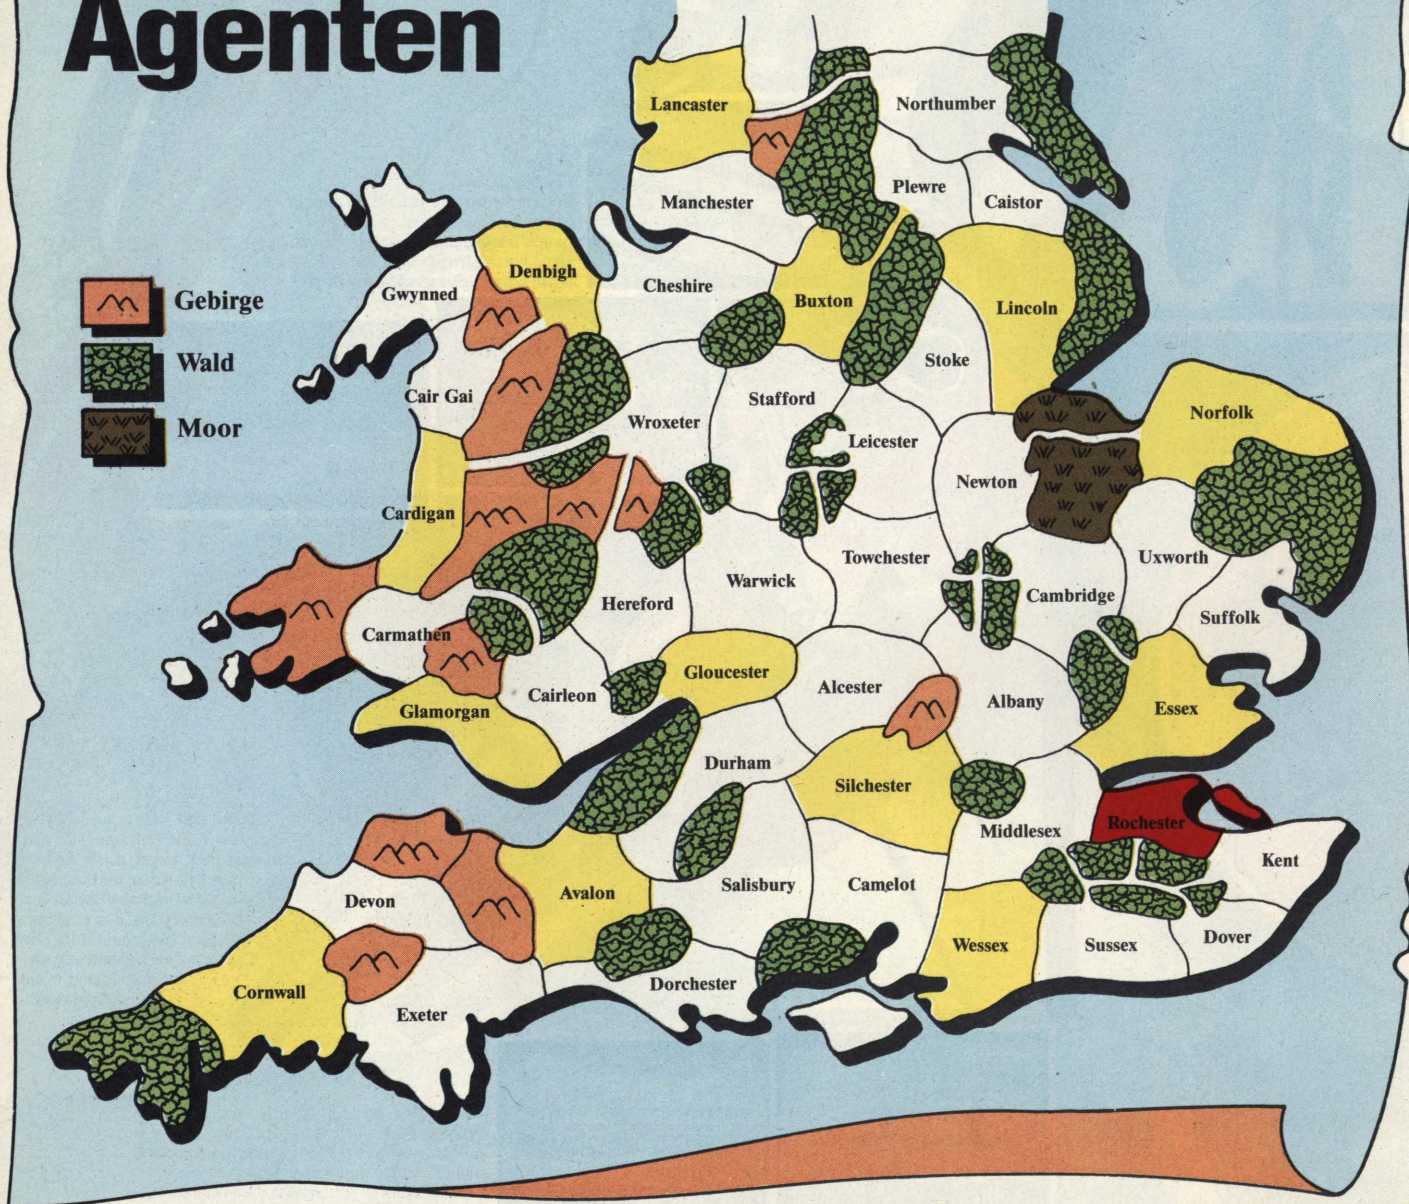 Agenten
Lancaster
Northumber
Plewre
Manchester
Caistor
Denbigh
Gwynned
Cheshire
Buxton
Lincoln
Gebirge
Wald
Moor
Stoke
Cair Gai
Stafford
Norfolk
Wroxeter
Leicester
Newton
Cardigan
Towchester
Uxworth
Warwick
Hereford
Cambridge
Suffolk
Carmathen
Gloucester
Alcester
Cairleon
Albany
Essex
Glamorgan
Durham
Silchester
Rochester
Middlesex
Kent
Salisbury
Camelot
Avalon
Devon
Wessex
Sussex
Dover
Dorchester
Cornwall
Exeter